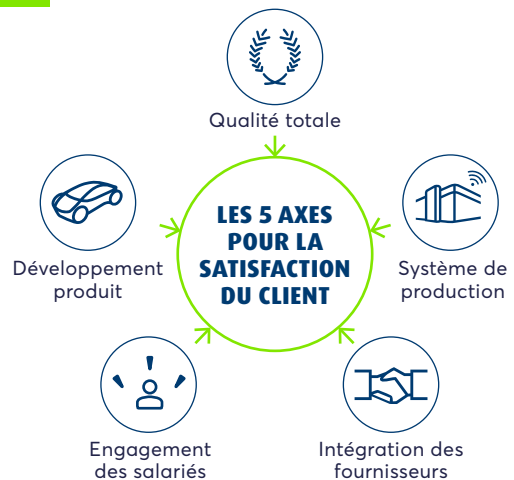 Qualité totale
LES 5 AXES
POUR LA
SATISFACTION
DU CLIENT
Développement
produit
Système de
production
Engagement
des salariés
Intégration des
fournisseurs